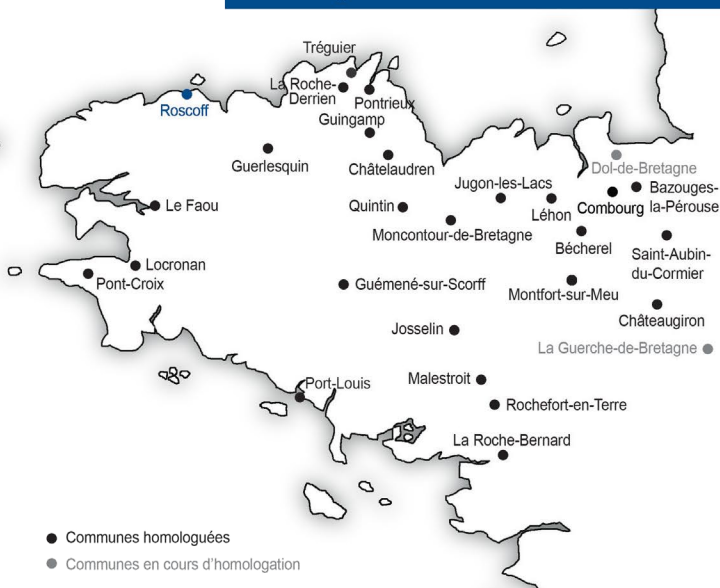 Tréguier
La Roche-
Derrien
Pontrieux
Roscoff
Guingamp
Guerlesquin
Châtelaudren
Dol-de-Bretagne
Jugon-les-Lacs
Bazouges-
la-Pérouse
Le Faou
Quintin
Léhon
Combourg
Moncontour-de-Bretagne
Bécherel
Saint-Aubin-
du-Cormier
Locronan
Pont-Croix
Guémené-sur-Scorff
Montfort-sur-Meu
Châteaugiron
Josselin
La Guerche-de-Bretagne
Port-Louis
Malestroit
Rochefort-en-Terre
La Roche-Bernard
Communes homologuées
Communes en cours d'homologation